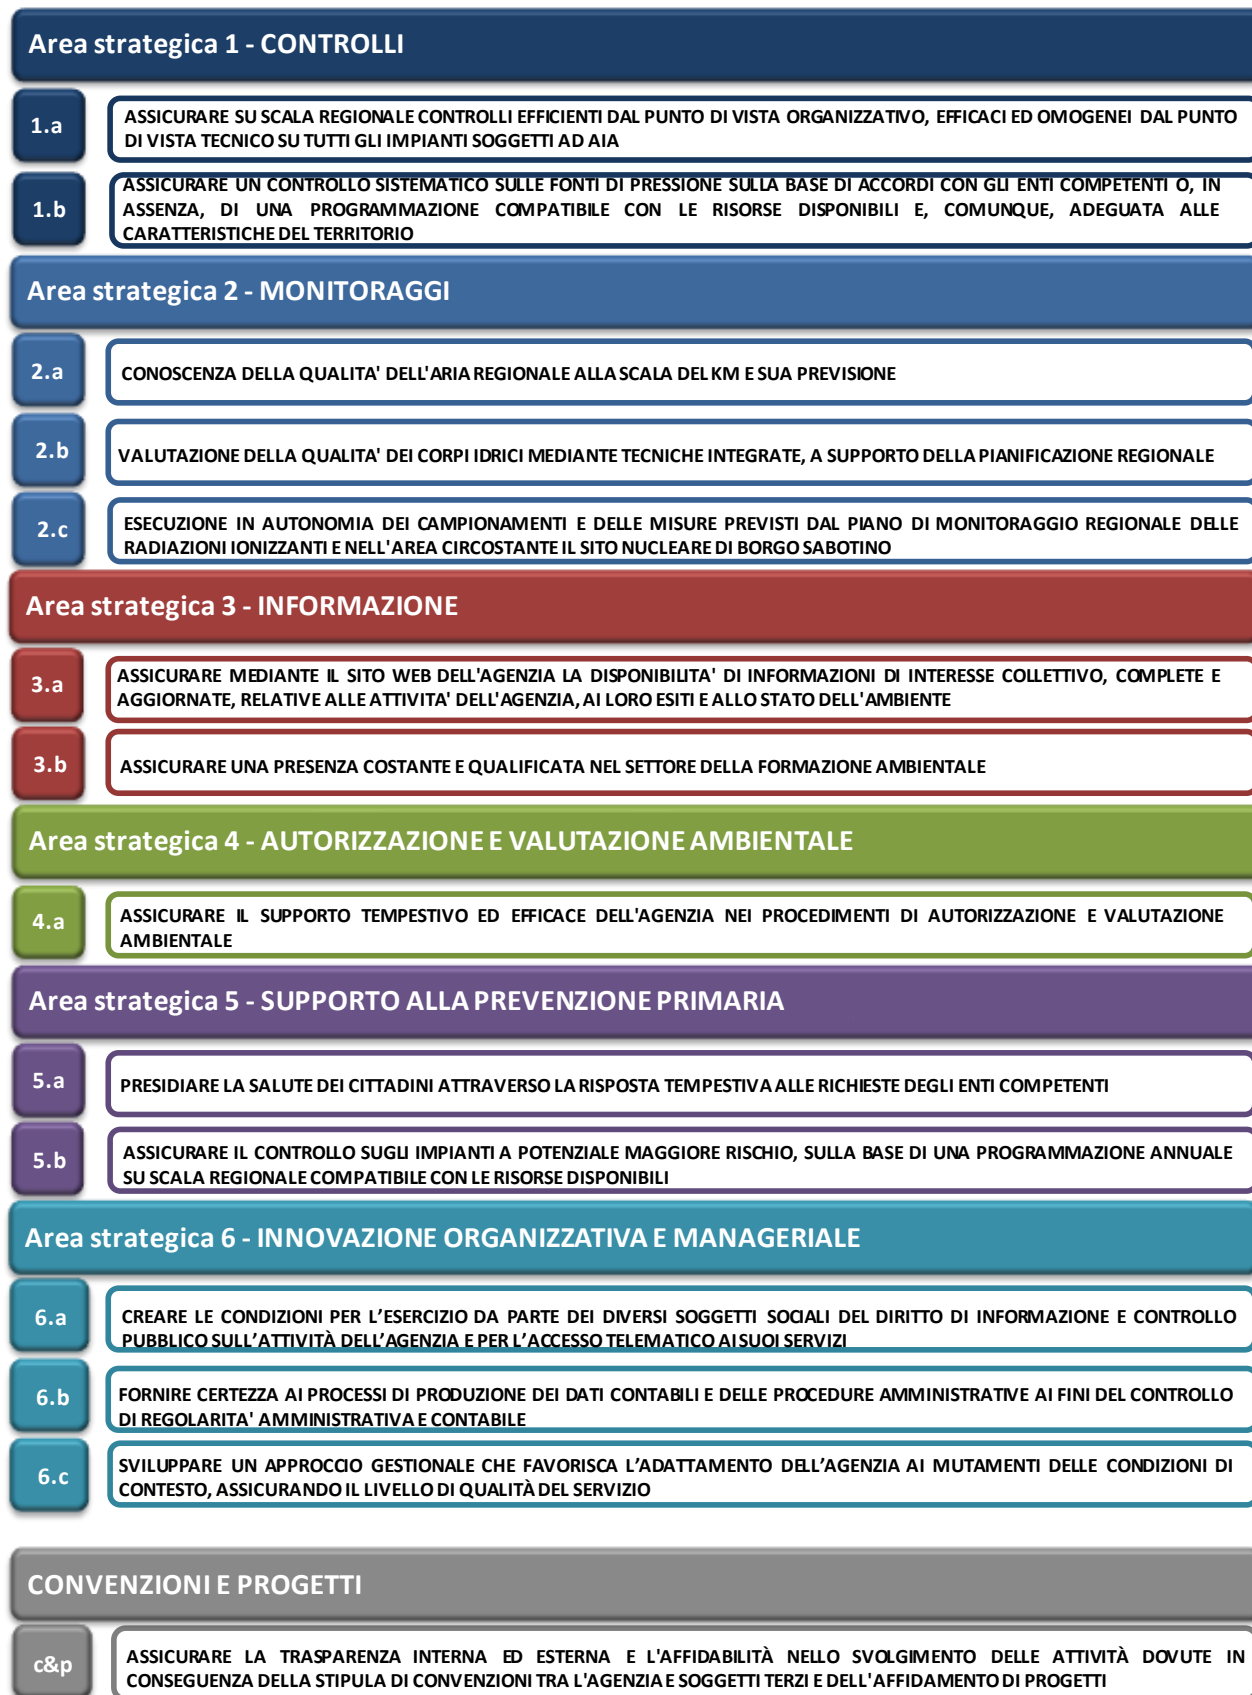 Area strategica 1 - CONTROLLI
1.a
ASSICURARE SU SCALA REGIONALE CONTROLLI EFFICIENTI DAL PUNTO DI VISTA ORGANIZZATIVO, EFFICACI ED OMOGENEI DAL PUNTO
DI VISTA TECNICO SU TUTTI GLI IMPIANTI SOGGETTI AD AIA
1.b
ASSICURARE UN CONTROLLO SISTEMATICO SULLE FONTI DI PRESSIONE SULLA BASE DI ACCORDI CON GLI ENTI COMPETENTI O, IN
ASSENZA, DI UNA PROGRAMMAZIONE COMPATIBILE CON LE RISORSE DISPONIBILI E, COMUNQUE, ADEGUATA ALLE
CARATTERISTICHE DEL TERRITORIO
Area strategica 2 - MONITORAGGI
2.a
CONOSCENZA DELLA QUALITA' DELL'ARIA REGIONALE ALLA SCALA DEL KM E SUA PREVISIONE
2.b
VALUTAZIONE DELLA QUALITA' DEI CORPI IDRICI MEDIANTE TECNICHE INTEGRATE, A SUPPORTO DELLA PIANIFICAZIONE REGIONALE
2.c
ESECUZIONE IN AUTONOMIA DEI CAMPIONAMENTI E DELLE MISURE PREVISTI DAL PIANO DI MONITORAGGIO REGIONALE DELLE
RADIAZIONI IONIZZANTI E NELL'AREA CIRCOSTANTE IL SITO NUCLEARE DI BORGO SABOTINO
Area strategica 3 - INFORMAZIONE
3.a
ASSICURARE MEDIANTE IL SITO WEB DELL'AGENZIA LA DISPONIBILITA' DI INFORMAZIONI DI INTERESSE COLLETTIVO, COMPLETE E
AGGIORNATE, RELATIVE ALLE ATTIVITA' DELL'AGENZIA, AI LORO ESITI E ALLO STATO DELL'AMBIENTE
3.b
ASSICURARE UNA PRESENZA COSTANTE E QUALIFICATA NEL SETTORE DELLA FORMAZIONE AMBIENTALE
Area strategica 4 - AUTORIZZAZIONE E VALUTAZIONE AMBIENTALE
4.a
ASSICURARE IL SUPPORTO TEMPESTIVO ED EFFICACE DELL'AGENZIA NEI PROCEDIMENTI DI AUTORIZZAZIONE E VALUTAZIONE
AMBIENTALE
Area strategica 5 - SUPPORTO ALLA PREVENZIONE PRIMARIA
5.a
PRESIDIARE LA SALUTE DEI CITTADINI ATTRAVERSO LA RISPOSTA TEMPESTIVA ALLE RICHIESTE DEGLI ENTI COMPETENTI
5.b
ASSICURARE IL CONTROLLO SUGLI IMPIANTI A POTENZIALE MAGGIORE RISCHIO, SULLA BASE DI UNA PROGRAMMAZIONE ANNUALE
SU SCALA REGIONALE COMPATIBILE CON LE RISORSE DISPONIBILI
Area strategica 6 - INNOVAZIONE ORGANIZZATIVA E MANAGERIALE
6.a
CREARE LE CONDIZIONI PER L’ESERCIZIO DA PARTE DEI DIVERSI SOGGETTI SOCIALI DEL DIRITTO DI INFORMAZIONE E CONTROLLO
PUBBLICO SULL’ATTIVITÀ DELL’AGENZIA E PER L’ACCESSO TELEMATICO AI SUOI SERVIZI
6.b
FORNIRE CERTEZZA AI PROCESSI DI PRODUZIONE DEI DATI CONTABILI E DELLE PROCEDURE AMMINISTRATIVE AI FINI DEL CONTROLLO
DI REGOLARITA' AMMINISTRATIVA E CONTABILE
6.c
SVILUPPARE UN APPROCCIO GESTIONALE CHE FAVORISCA L’ADATTAMENTO DELL’AGENZIA AI MUTAMENTI DELLE CONDIZIONI DI
CONTESTO, ASSICURANDO IL LIVELLO DI QUALITÀ DEL SERVIZIO
CONVENZIONI E PROGETTI
c&p
ASSICURARE LA TRASPARENZA INTERNA ED ESTERNA E L'AFFIDABILITÀ NELLO SVOLGIMENTO DELLE ATTIVITÀ DOVUTE IN
CONSEGUENZA DELLA STIPULA DI CONVENZIONI TRA L'AGENZIA E SOGGETTI TERZI E DELL'AFFIDAMENTO DI PROGETTI